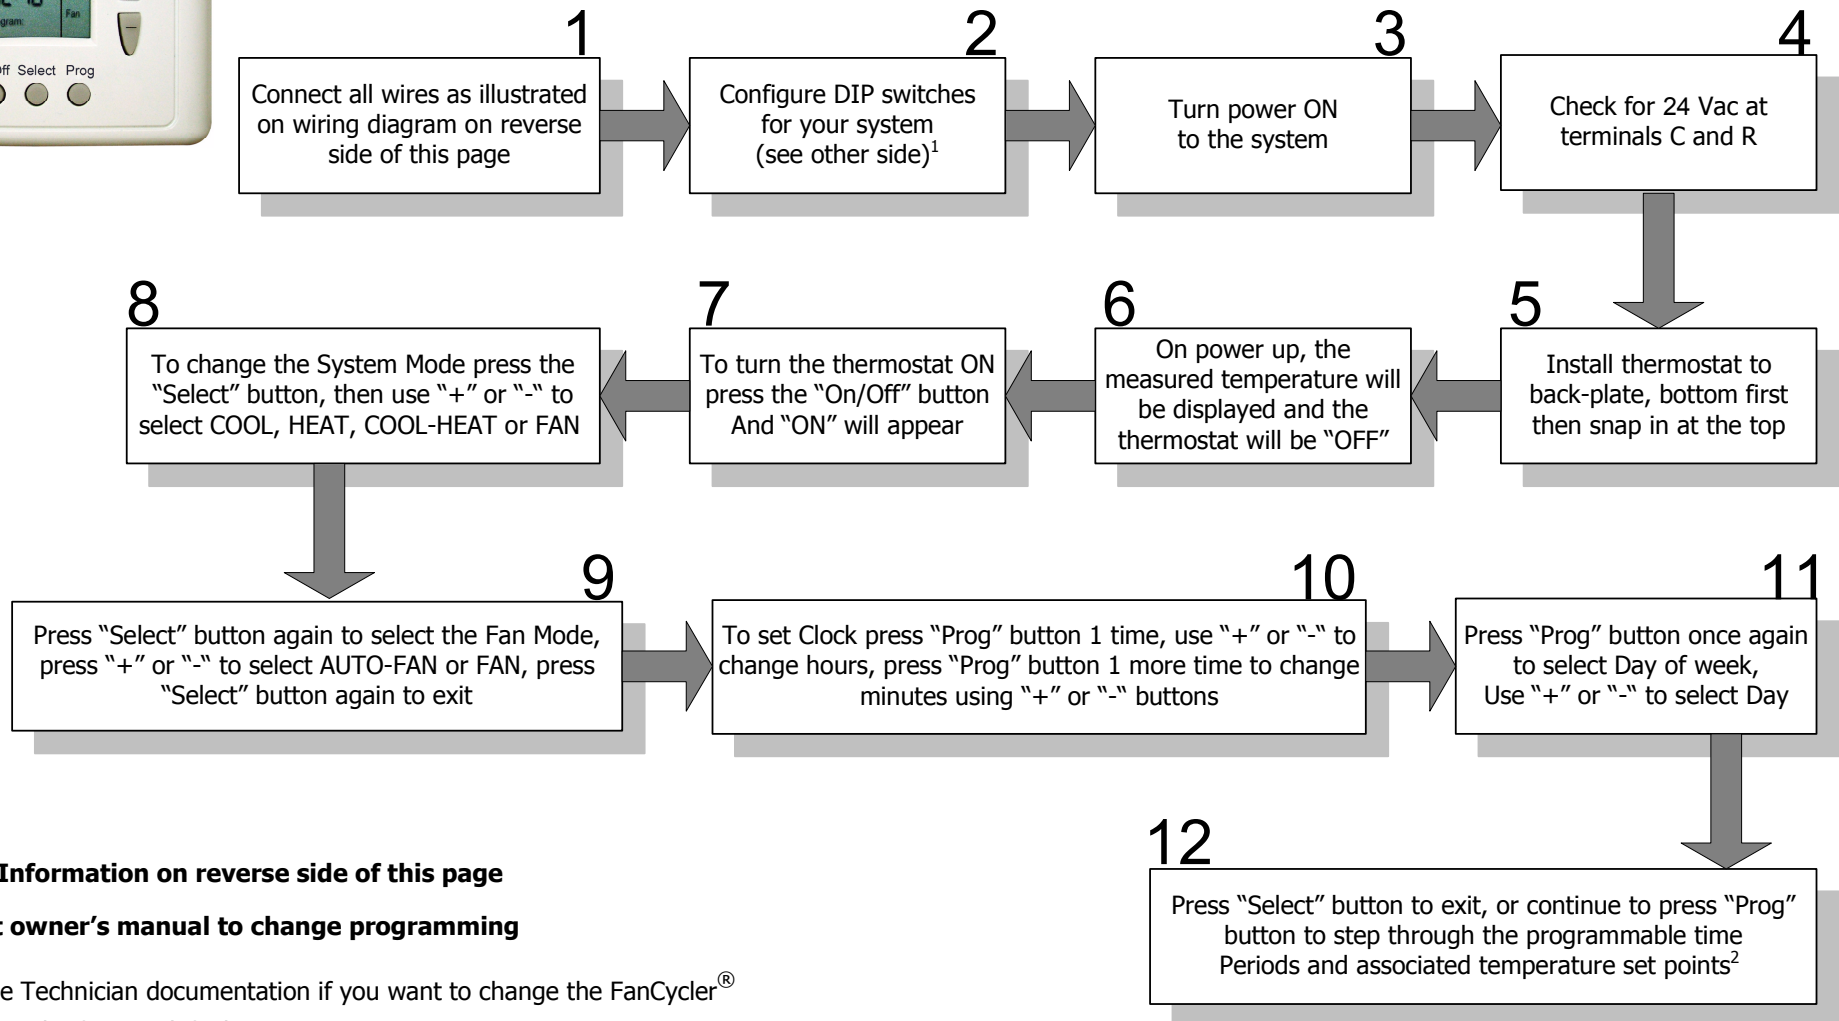 Fan
Select Prog
1
Connect all wires as illustrated
on wiring diagram on reverse
side of this page
2
Configure DIP switches
for your system
(see other side)1
3
Turn power ON
to the system
4
Check for 24 Vac at
terminals C and R
8
To change the System Mode press the
“Select” button, then use “+” or “-“ to
select COOL, HEAT, COOL-HEAT or FAN
7
To turn the thermostat ON
press the “On/Off” button
And “ON” will appear
6
On power up, the
measured temperature will
be displayed and the
thermostat will be “OFF”
5
Install thermostat to
back-plate, bottom first
then snap in at the top
9
Press “Select” button again to select the Fan Mode,
press “+” or “-“ to select AUTO-FAN or FAN, press
“Select” button again to exit
10
To set Clock press “Prog” button 1 time, use “+” or “-“ to
change hours, press “Prog” button 1 more time to change
minutes using “+” or “-“ buttons
11
Press “Prog” button once again
to select Day of week,
Use “+” or “-“ to select Day
12
Press “Select” button to exit, or continue to press “Prog”
button to step through the programmable time
Periods and associated temperature set points2
Information on reverse side of this page
owner’s manual to change programming
Technician documentation if you want to change the FanCycler®